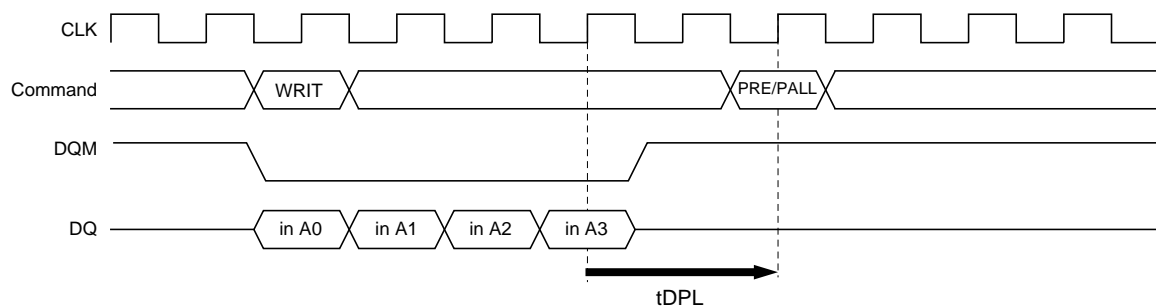 CLK
Command
WRIT
PRE/PALL
DQM
DQ
in A0
in A1
in A2
in A3
tDPL